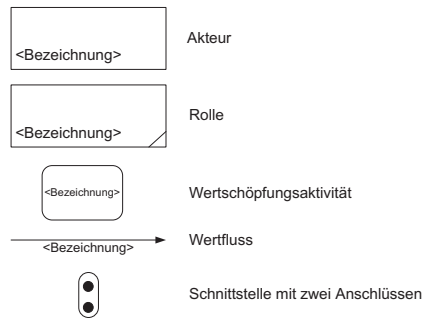 Akteur
<Bezeichnung>
Rolle
<Bezeichnung>
<Bezeichnung>
Wertschöpfungsaktivität
Wertfluss
<Bezeichnung>
Schnittstelle mit zwei Anschlüssen